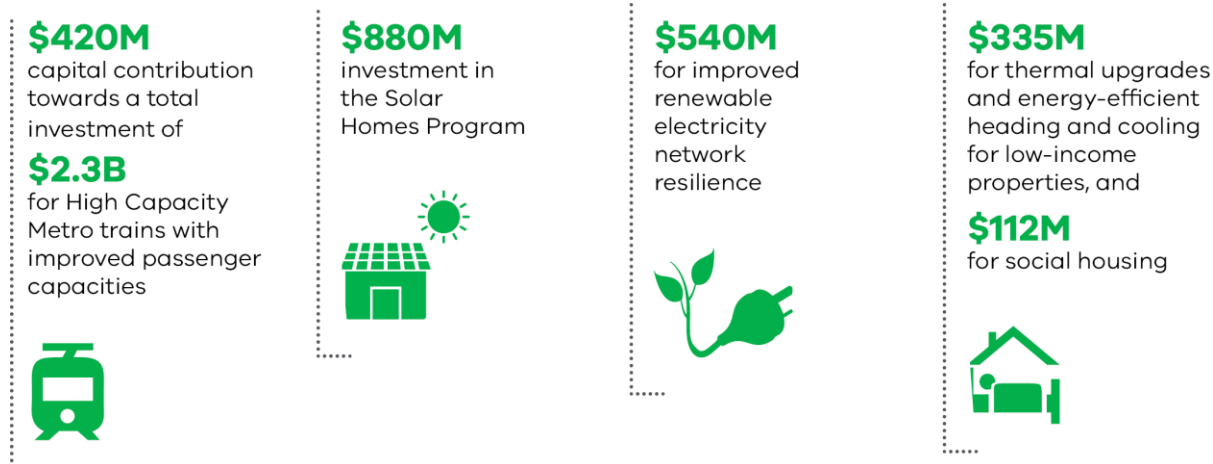 $420M
capital contribution
towards a total
investment of
$2.3B
for High Capacity
Metro trains with
improved passenger
capacities
$880M
investment in
the Solar
Homes Program
$540M
for improved
renewable
electricity
network
resilience
$335M
for thermal upgrades
and energy-efficient
heading and cooling
for low-income
properties, and
$112M
for social housing